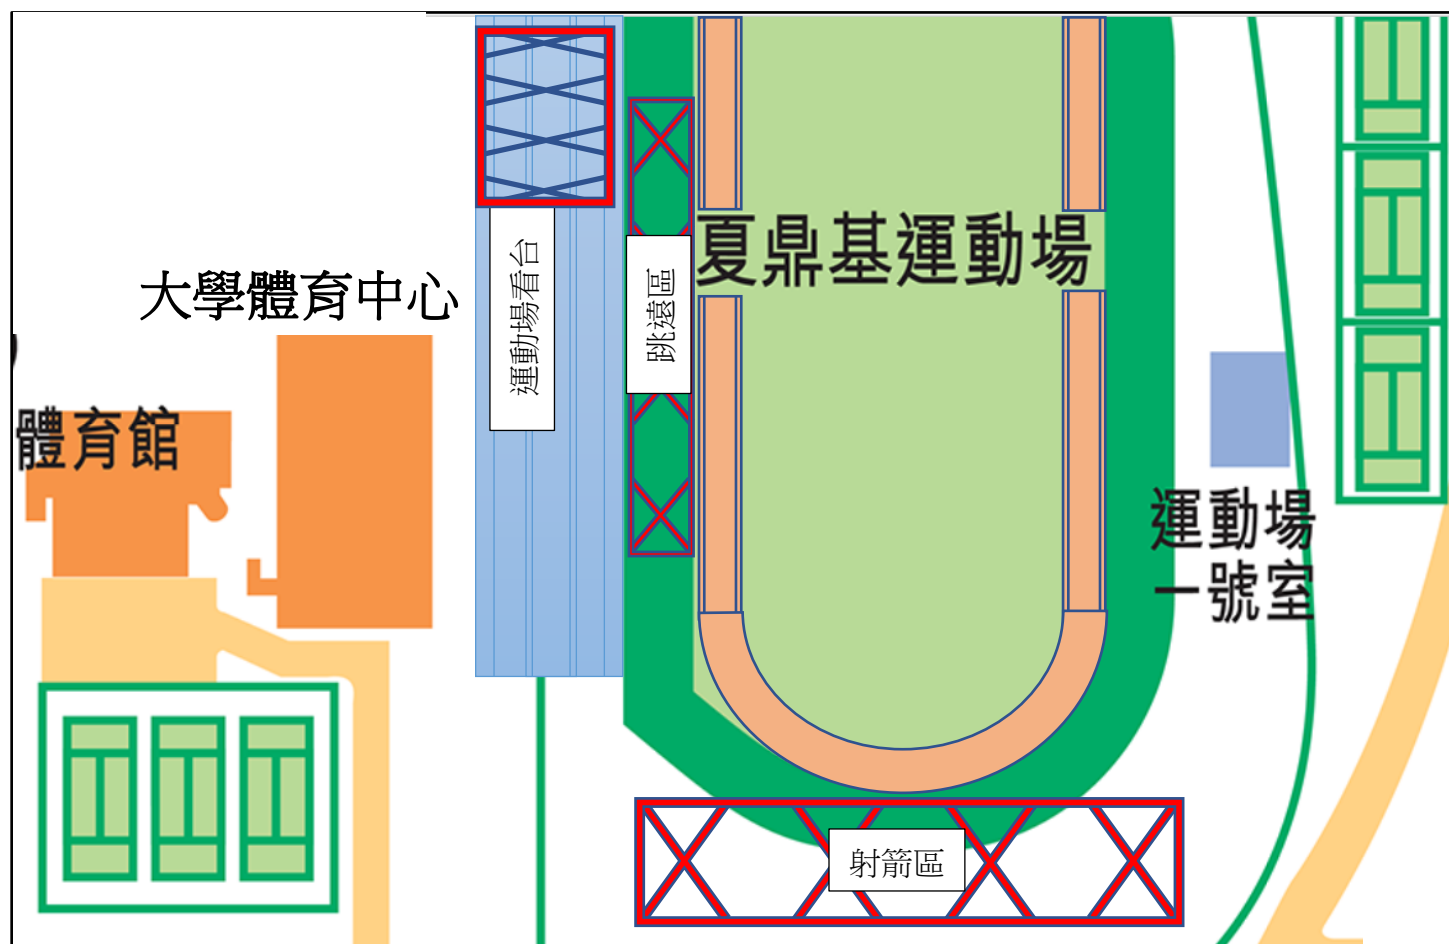 夏鼎基運動場
運動場看台
跳遠區
大學體育中心
體育館
運動場
一號室
射箭區